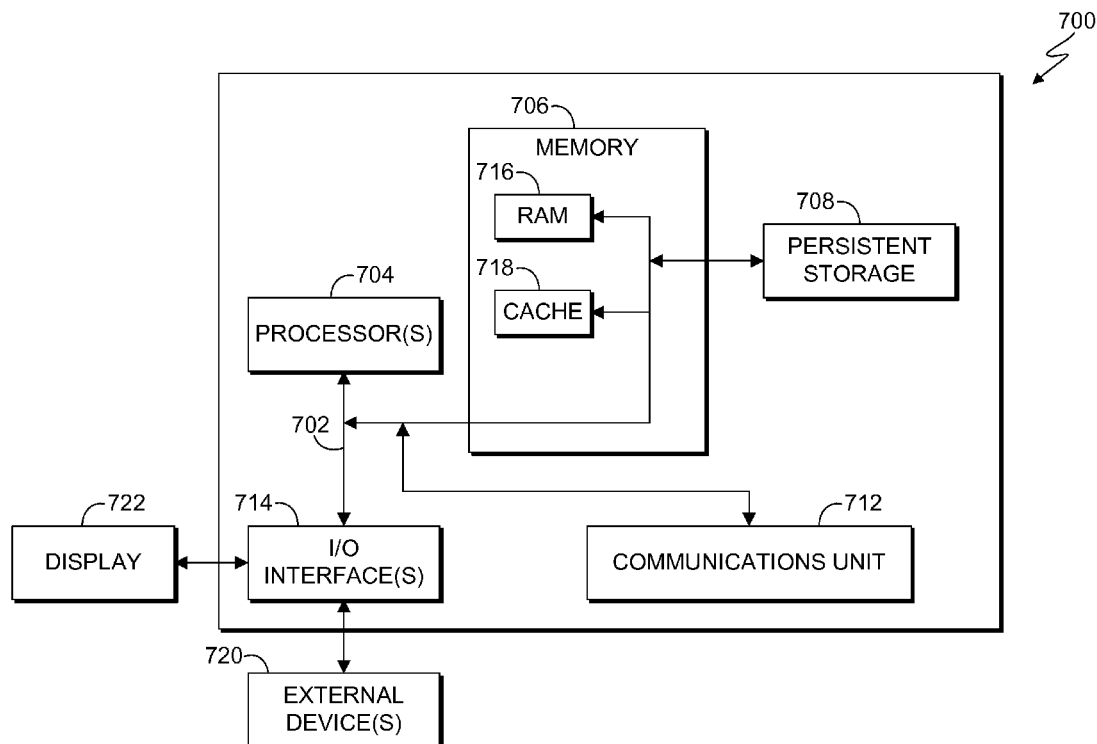 700
706
MEMORY
716
RAM
708
PERSISTENT
STORAGE
718
CACHE
704
PROCESSOR(S)
702
722
DISPLAY
714
I/O
INTERFACE(S)
712
COMMUNICATIONS UNIT
720
EXTERNAL
DEVICE(S)